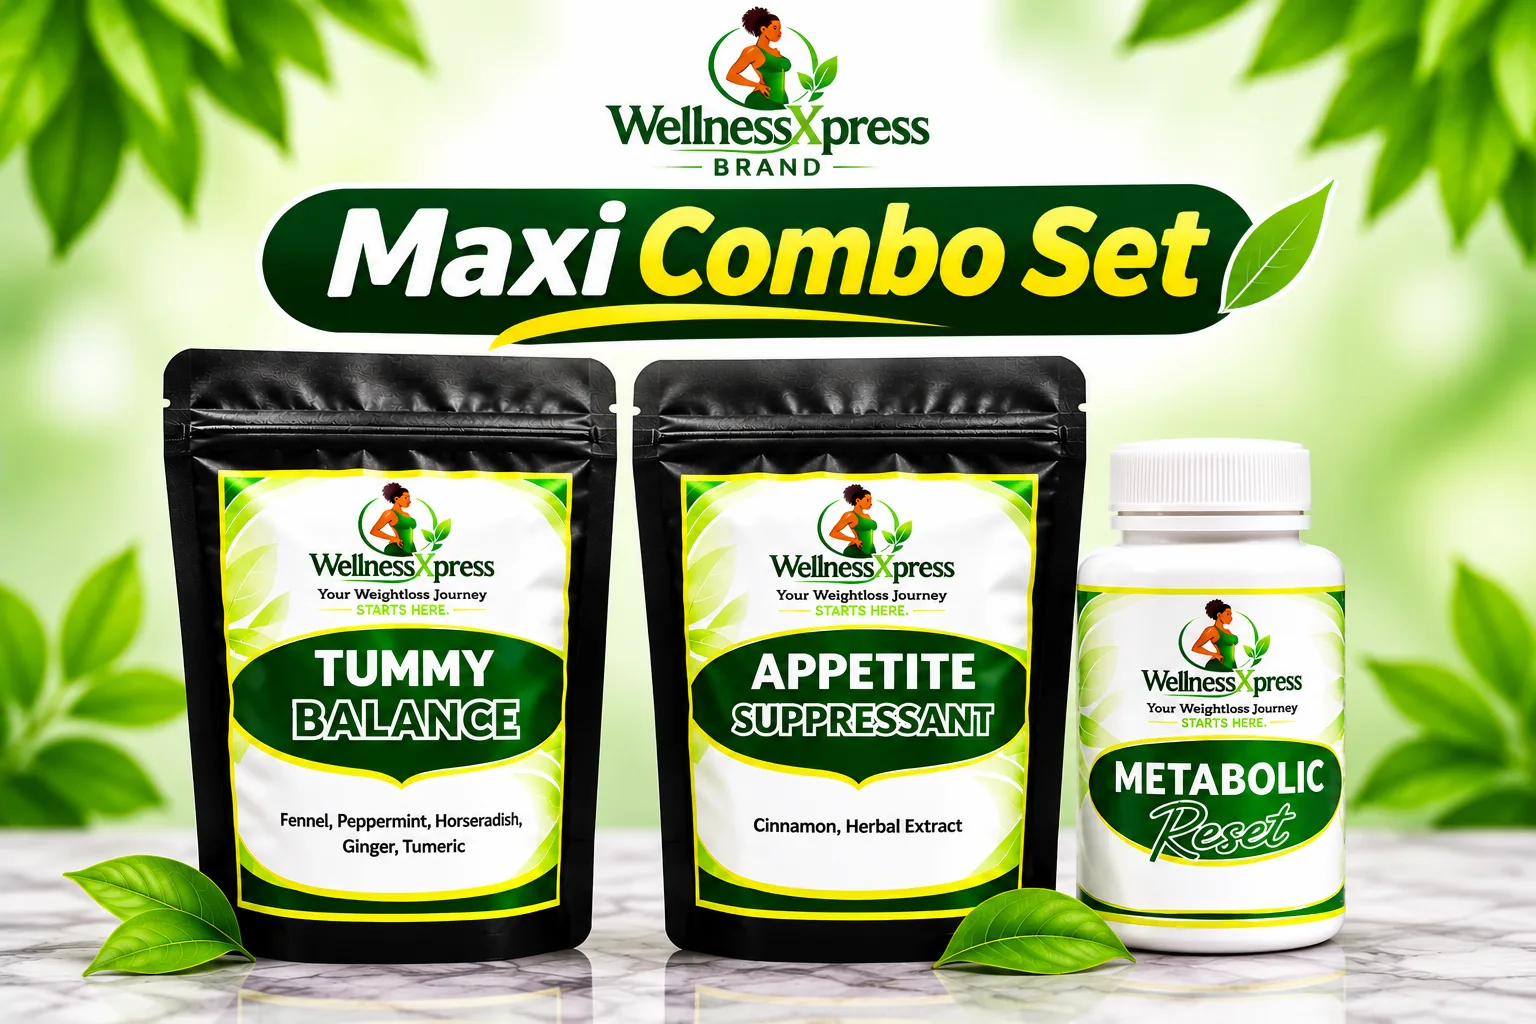 WellnessXpress
BRAND
Maxi Combo Set
WellnessXpress
Your Weightloss Journey
STARTS HERE.
TUMMY
BALANCE
Fennel, Peppermint, Horseradish,
Ginger, Tumeric
WellnessXpress
Your Weightloss Journey
STARTS HERE.
APPETITE
SUPPRESSANT
Cinnamon, Herbal Extract
WellnessXpress
Your Weightloss Journey
STARTS HERE.
METABOLIC
Reset